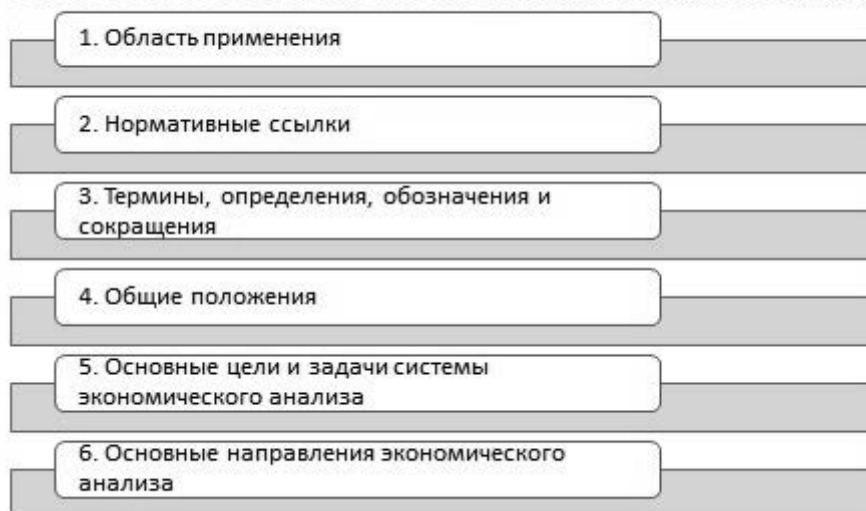 1. Область применения
2. Нормативные ссылки
3. Термины, определения, обозначения и
сокращения
4. Общие положения
5. Основные цели и задачи системы
экономического анализа
6. Основные направления экономического
анализа